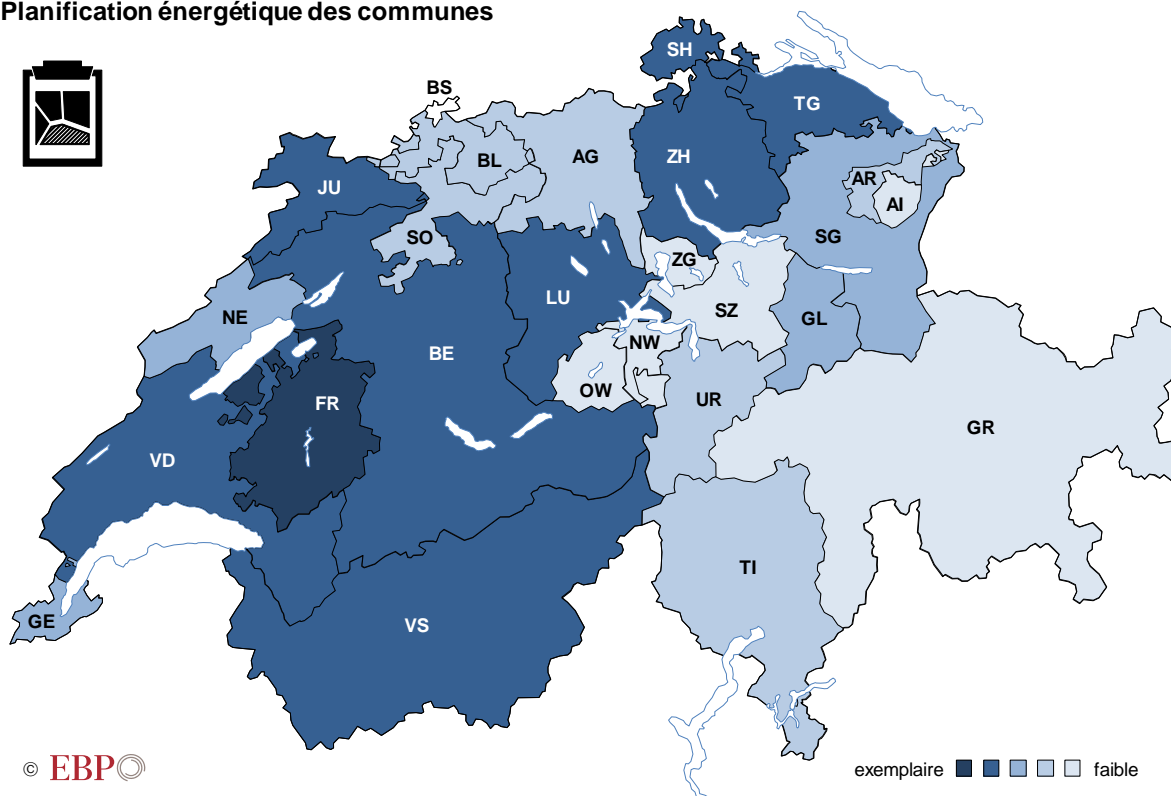 Planification énergétique des communes
SH
BS
TG
BL
AG
ZH
JU
AR
AI
SO
SG
ZG
LU
SZ
NE
GL
BE
NW
OW
UR
FR
GR
VD
TI
GE
VS
© EBP
exemplaire faible